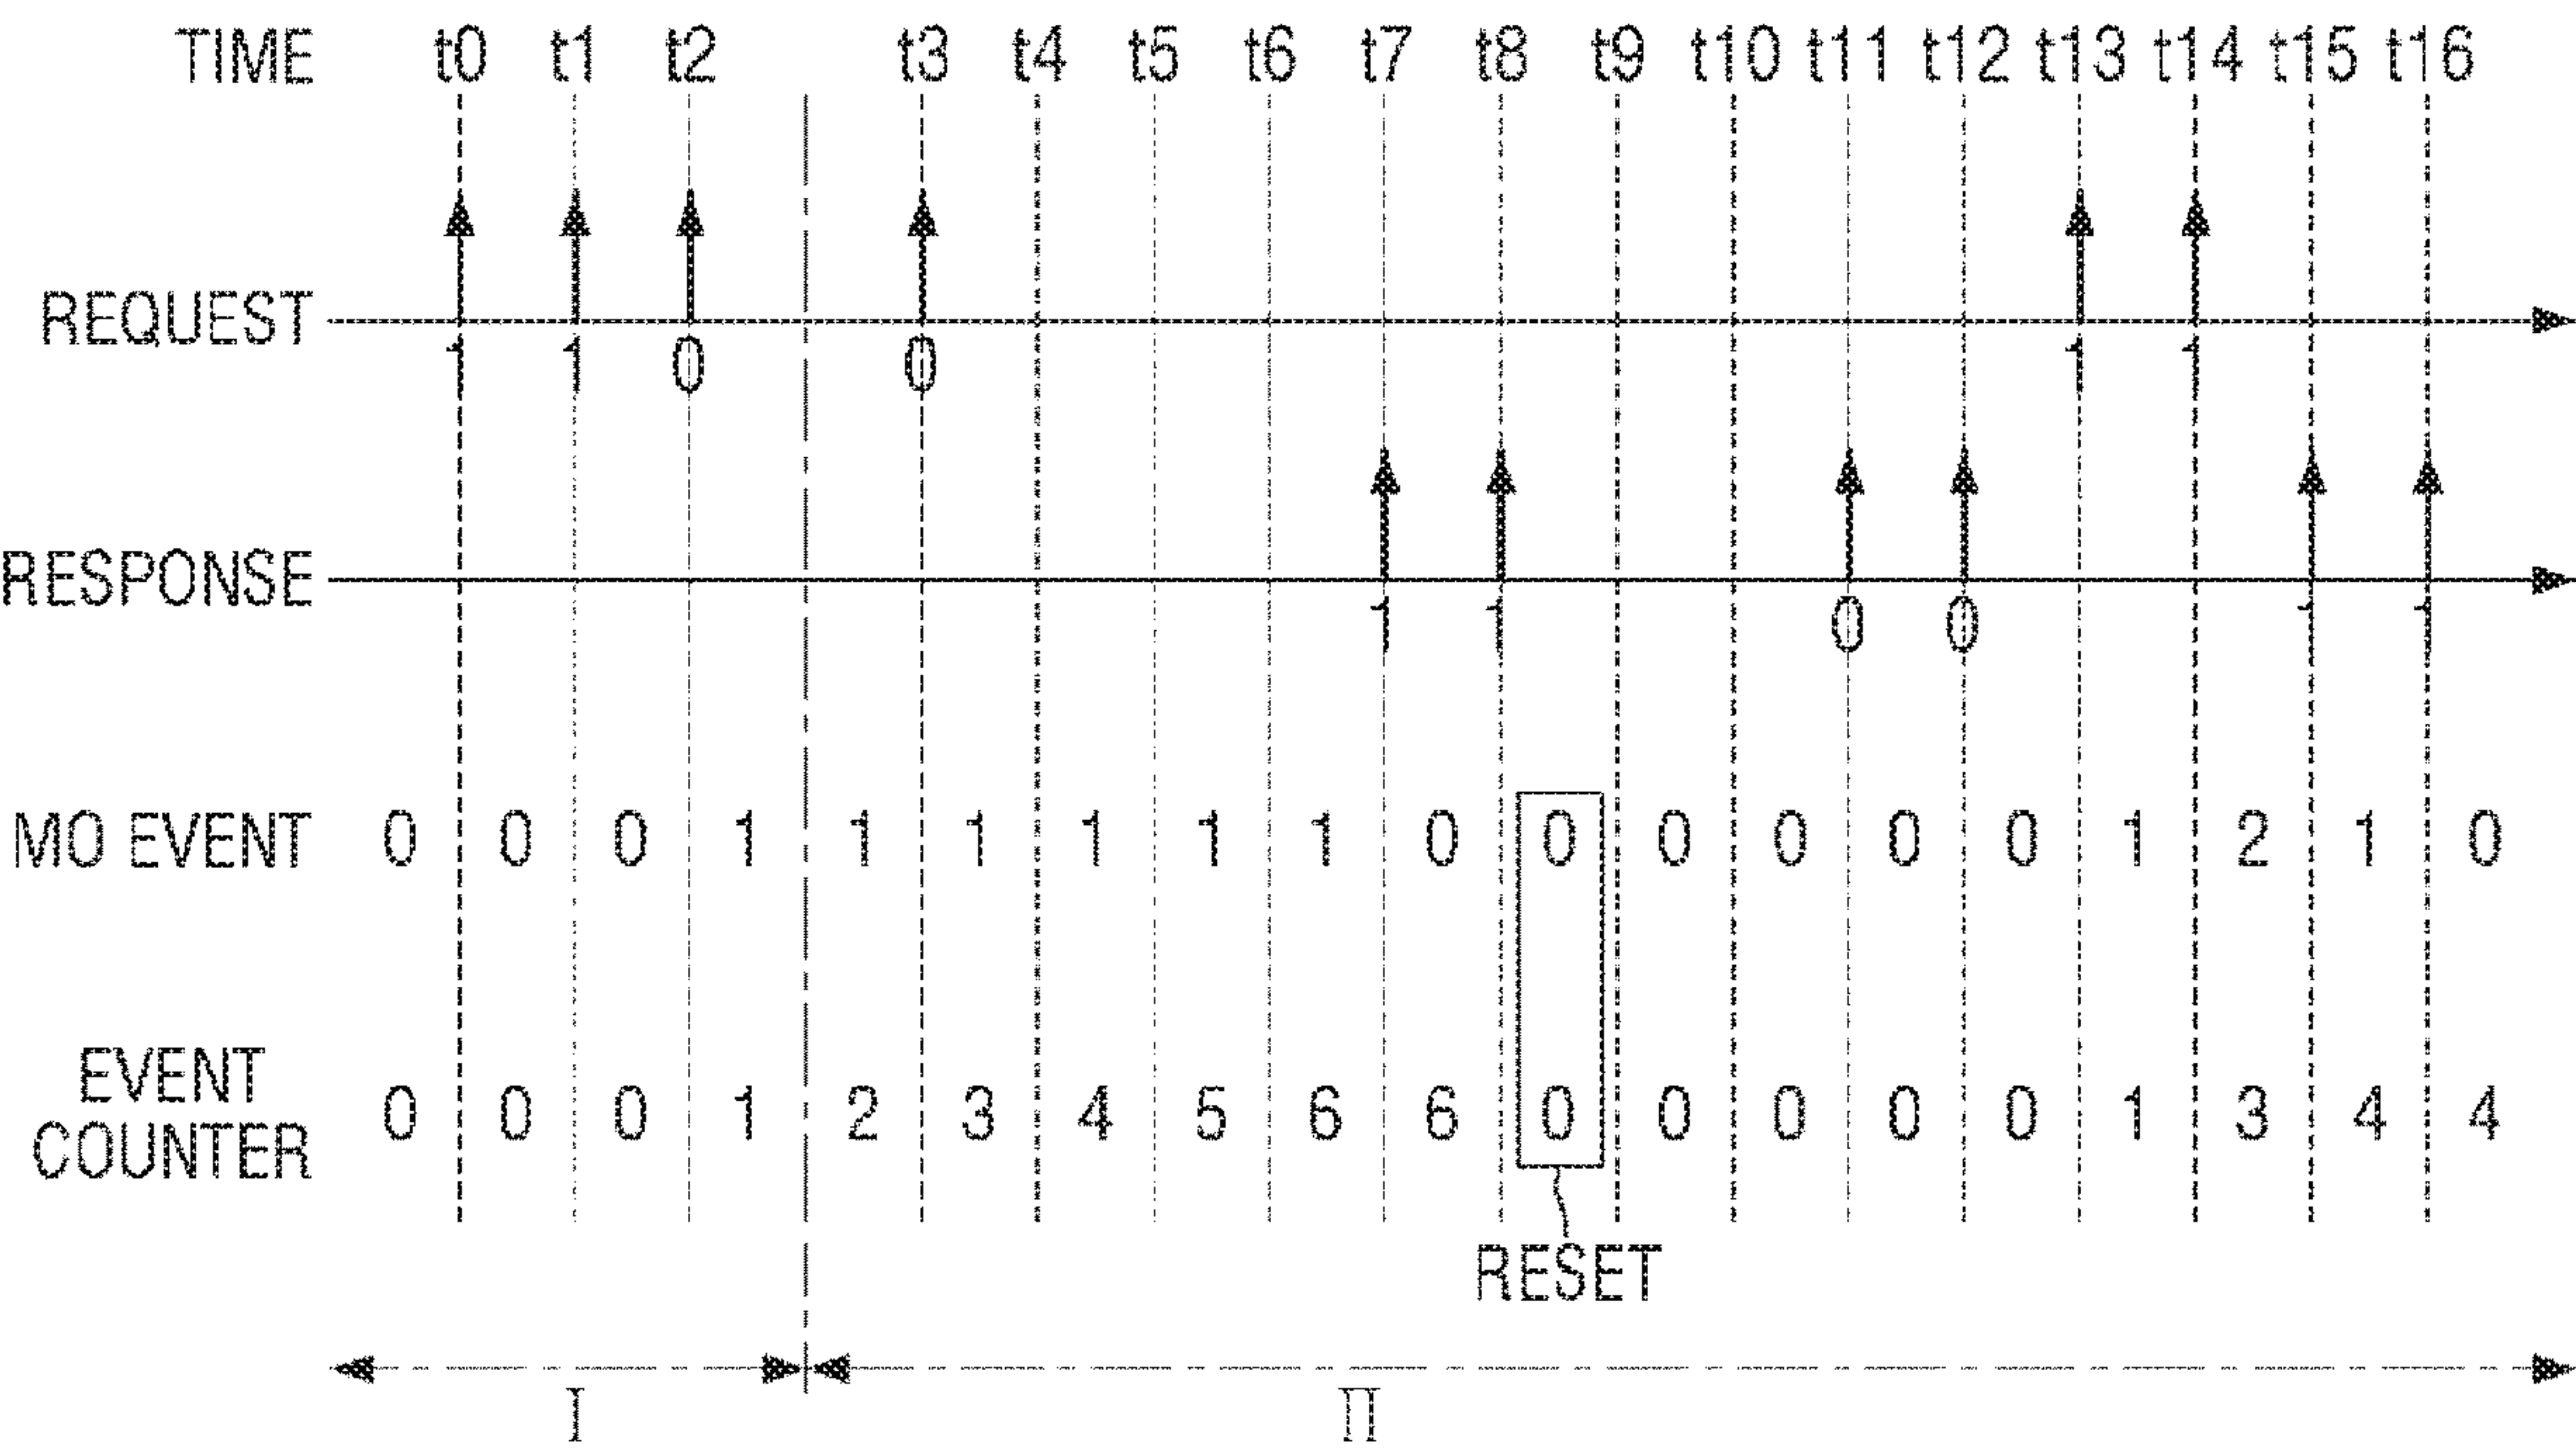 TIME t0 t1 t2 t3 t4 t5 t6 t7 t8 t9 t10 t11 t12 t13 t14 t15 t16
REQUEST
1 1 0 0 1 1
RESPONSE
1 1 0 0 1 1
MO EVENT 0 0 0 1 1 1 1 1 1 0 0 0 0 0 0 1 2 1 0
EVENT
COUNTER 0 0 0 1 2 3 4 5 6 6 0 0 0 0 0 1 3 4 4
RESET
I II